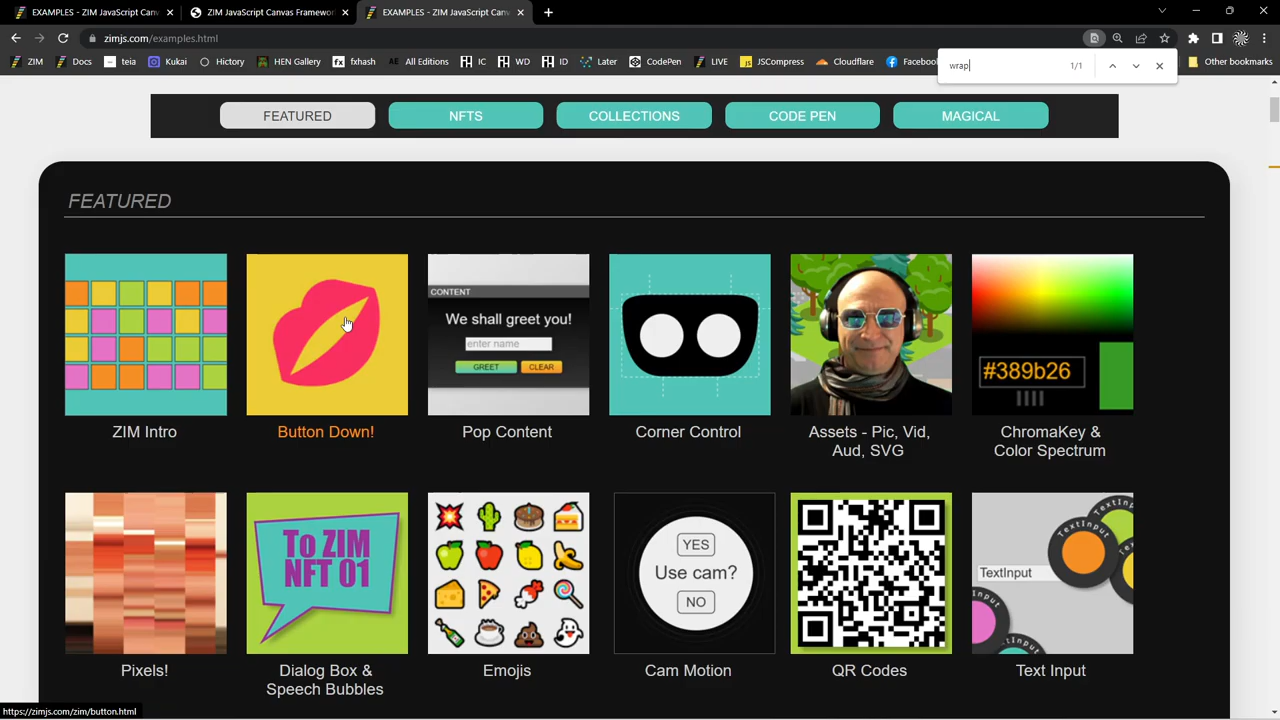 EXAMPLES - ZIM JavaScript Canv
ZIM JavaScript Canvas Framewor
EXAMPLES - ZIM JavaScript Canv
zimjs.com/examples.html
ZIM
Docs
teia
Kukai
Hictory
HEN Gallery
fxhash
All Editions
IC
WD
ID
Later
CodePen
LIVE
JSCompress
Cloudflare
Facebook
Other bookmarks
wrap
1/1
FEATURED
NFTS
COLLECTIONS
CODE PEN
MAGICAL
FEATURED
CONTENT
We shall greet you!
enter name
GREET
CLEAR
#389b26
ZIM Intro
Button Down!
Pop Content
Corner Control
Assets - Pic, Vid,
Aud, SVG
ChromaKey &
Color Spectrum
To ZIM
NFT 01
YES
Use cam?
NO
TextInput
TextInput
TextInput
TextInput
Pixels!
Dialog Box &
Speech Bubbles
Emojis
Cam Motion
QR Codes
Text Input
https://zimjs.com/zim/button.html